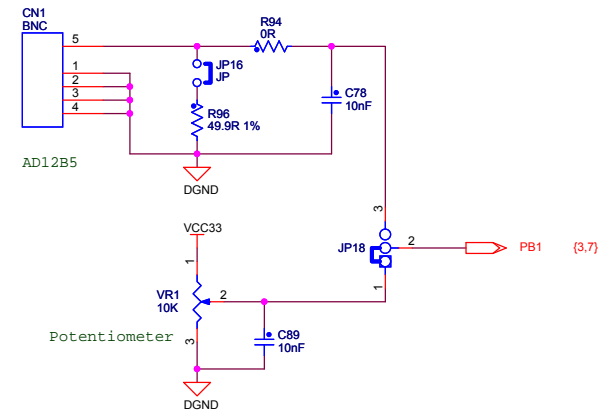 CN1
BNC
5
1
2
3
4
AD12B5
R94
0R
JP16
JP
R96
49.9R 1%
C78
10nF
DGND
3
JP18
2
PB1
{3,7}
1
VCC33
1
VR1
10K
2
3
Potentiometer
C89
10nF
DGND